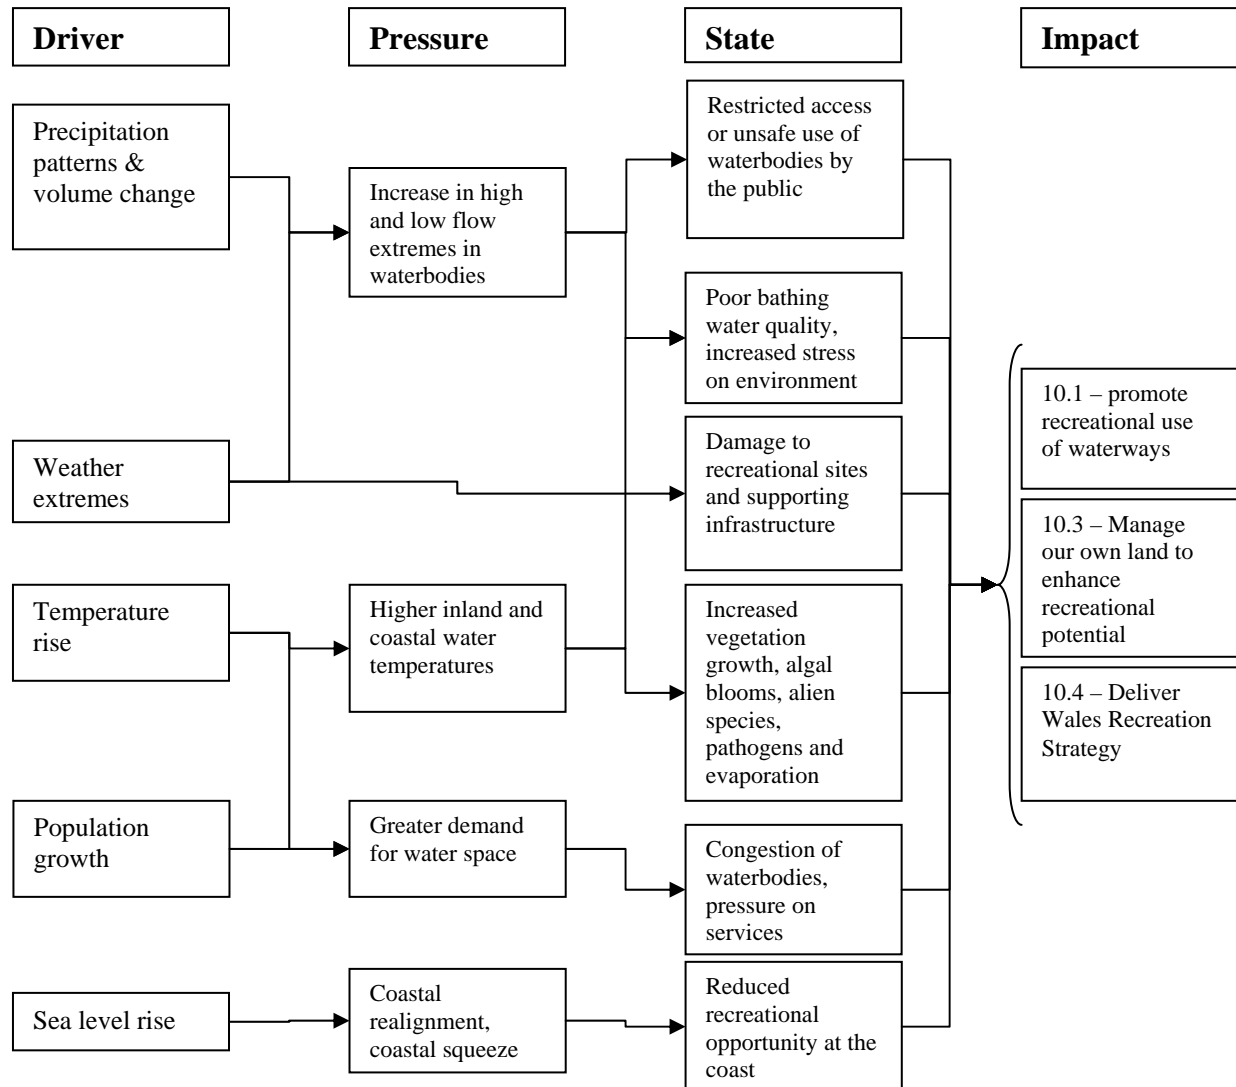 Driver
Pressure
State
Impact
Precipitation
patterns &
volume change
Weather
extremes
Temperature
rise
Population
growth
Sea level rise
Increase in high
and low flow
extremes in
waterbodies
Higher inland and
coastal water
temperatures
Greater demand
for water space
Coastal
realignment,
coastal squeeze
Restricted access
or unsafe use of
waterbodies by
the public
Poor bathing
water quality,
increased stress
on environment
Damage to
recreational sites
and supporting
infrastructure
Increased
vegetation
growth, algal
blooms, alien
species,
pathogens and
evaporation
Congestion of
waterbodies,
pressure on
services
Reduced
recreational
opportunity at the
coast
10.1 – promote
recreational use
of waterways
10.3 – Manage
our own land to
enhance
recreational
potential
10.4 – Deliver
Wales Recreation
Strategy